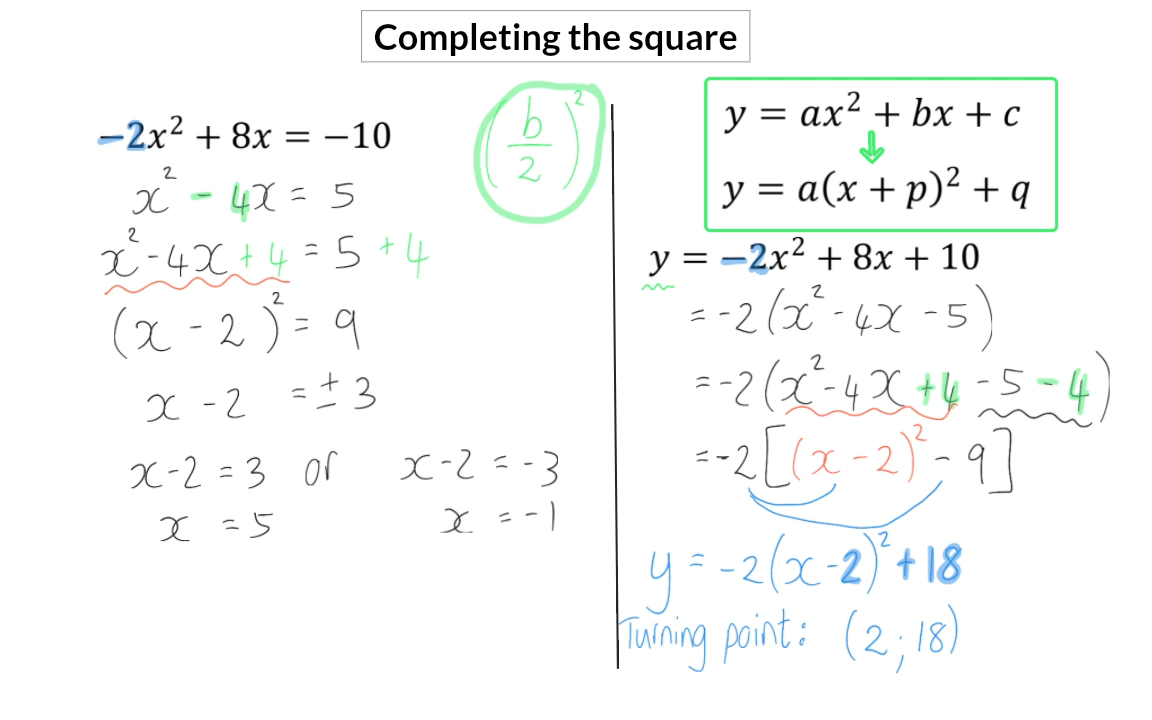 Completing the square
−2x² + 8x = −10
x² - 4x = 5
x² - 4x + 4 = 5 + 4
(x - 2)² = 9
x - 2 = ± 3
x - 2 = 3 or x - 2 = -3
x = 5 x = -1
(b/2)²
y = ax² + bx + c
↓
y = a(x + p)² + q
y = −2x² + 8x + 10
= -2(x² - 4x - 5)
= -2(x² - 4x + 4 - 5 - 4)
= -2[(x - 2)² - 9]
y = -2(x - 2)² + 18
Turning point: (2; 18)